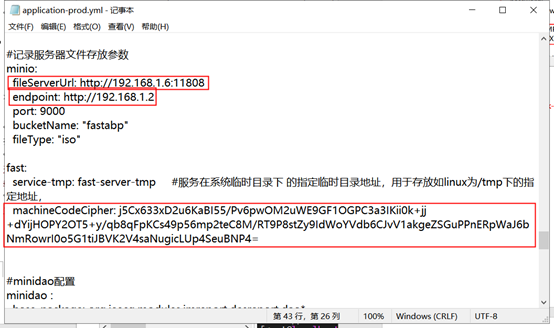 application-prod.yml - 记事本
文件(F) 编辑(E) 格式(O) 查看(V) 帮助(H)
#记录服务器文件存放参数
minio:
fileServerUrl: http://192.168.1.6:11808
endpoint: http://192.168.1.2
port: 9000
bucketName: "fastabp"
fileType: "iso"
fast:
service-tmp: fast-server-tmp #服务在系统临时目录下 的指定临时目录地址，用于存放如linux为/tmp下的指
定地址，
machineCodeCipher: j5Cx633xD2u6KaBI55/Pv6pwOM2uWE9GF1OGPC3a3IKii0k+jj
+dYijHOPY2OT5+y/qb8qFpKCs49p56mp2teC8M/RT9P8stZy9IdWoYVdb6CJvV1akgeZSGuPPnERpWaJ6b
NmRowrI0o5G1tiJBVK2V4saNugicLUp4SeuBNP4=
#minidao配置
minidao :
第 43 行，第 26 列 100% Windows (CRLF) UTF-8